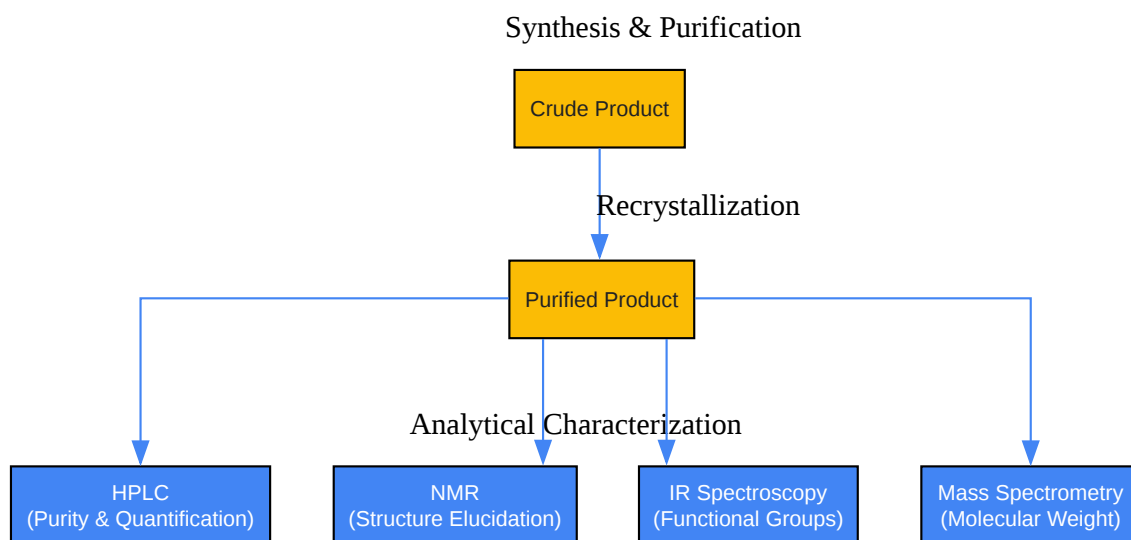 Synthesis & Purification
Crude Product
Recrystallization
Purified Product
Analytical Characterization
HPLC
(Purity & Quantification)
NMR
(Structure Elucidation)
IR Spectroscopy
(Functional Groups)
Mass Spectrometry
(Molecular Weight)